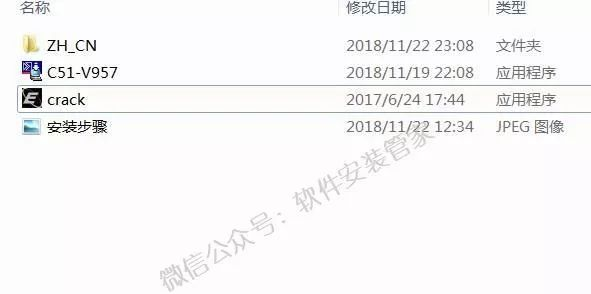 名称 修改日期 类型
ZH_CN 2018/11/22 23:08 文件夹
C51-V957 2018/11/19 22:08 应用程序
crack 2017/6/24 17:44 应用程序
安装步骤 2018/11/22 12:34 JPEG 图像
微信公众号：软件安装管家